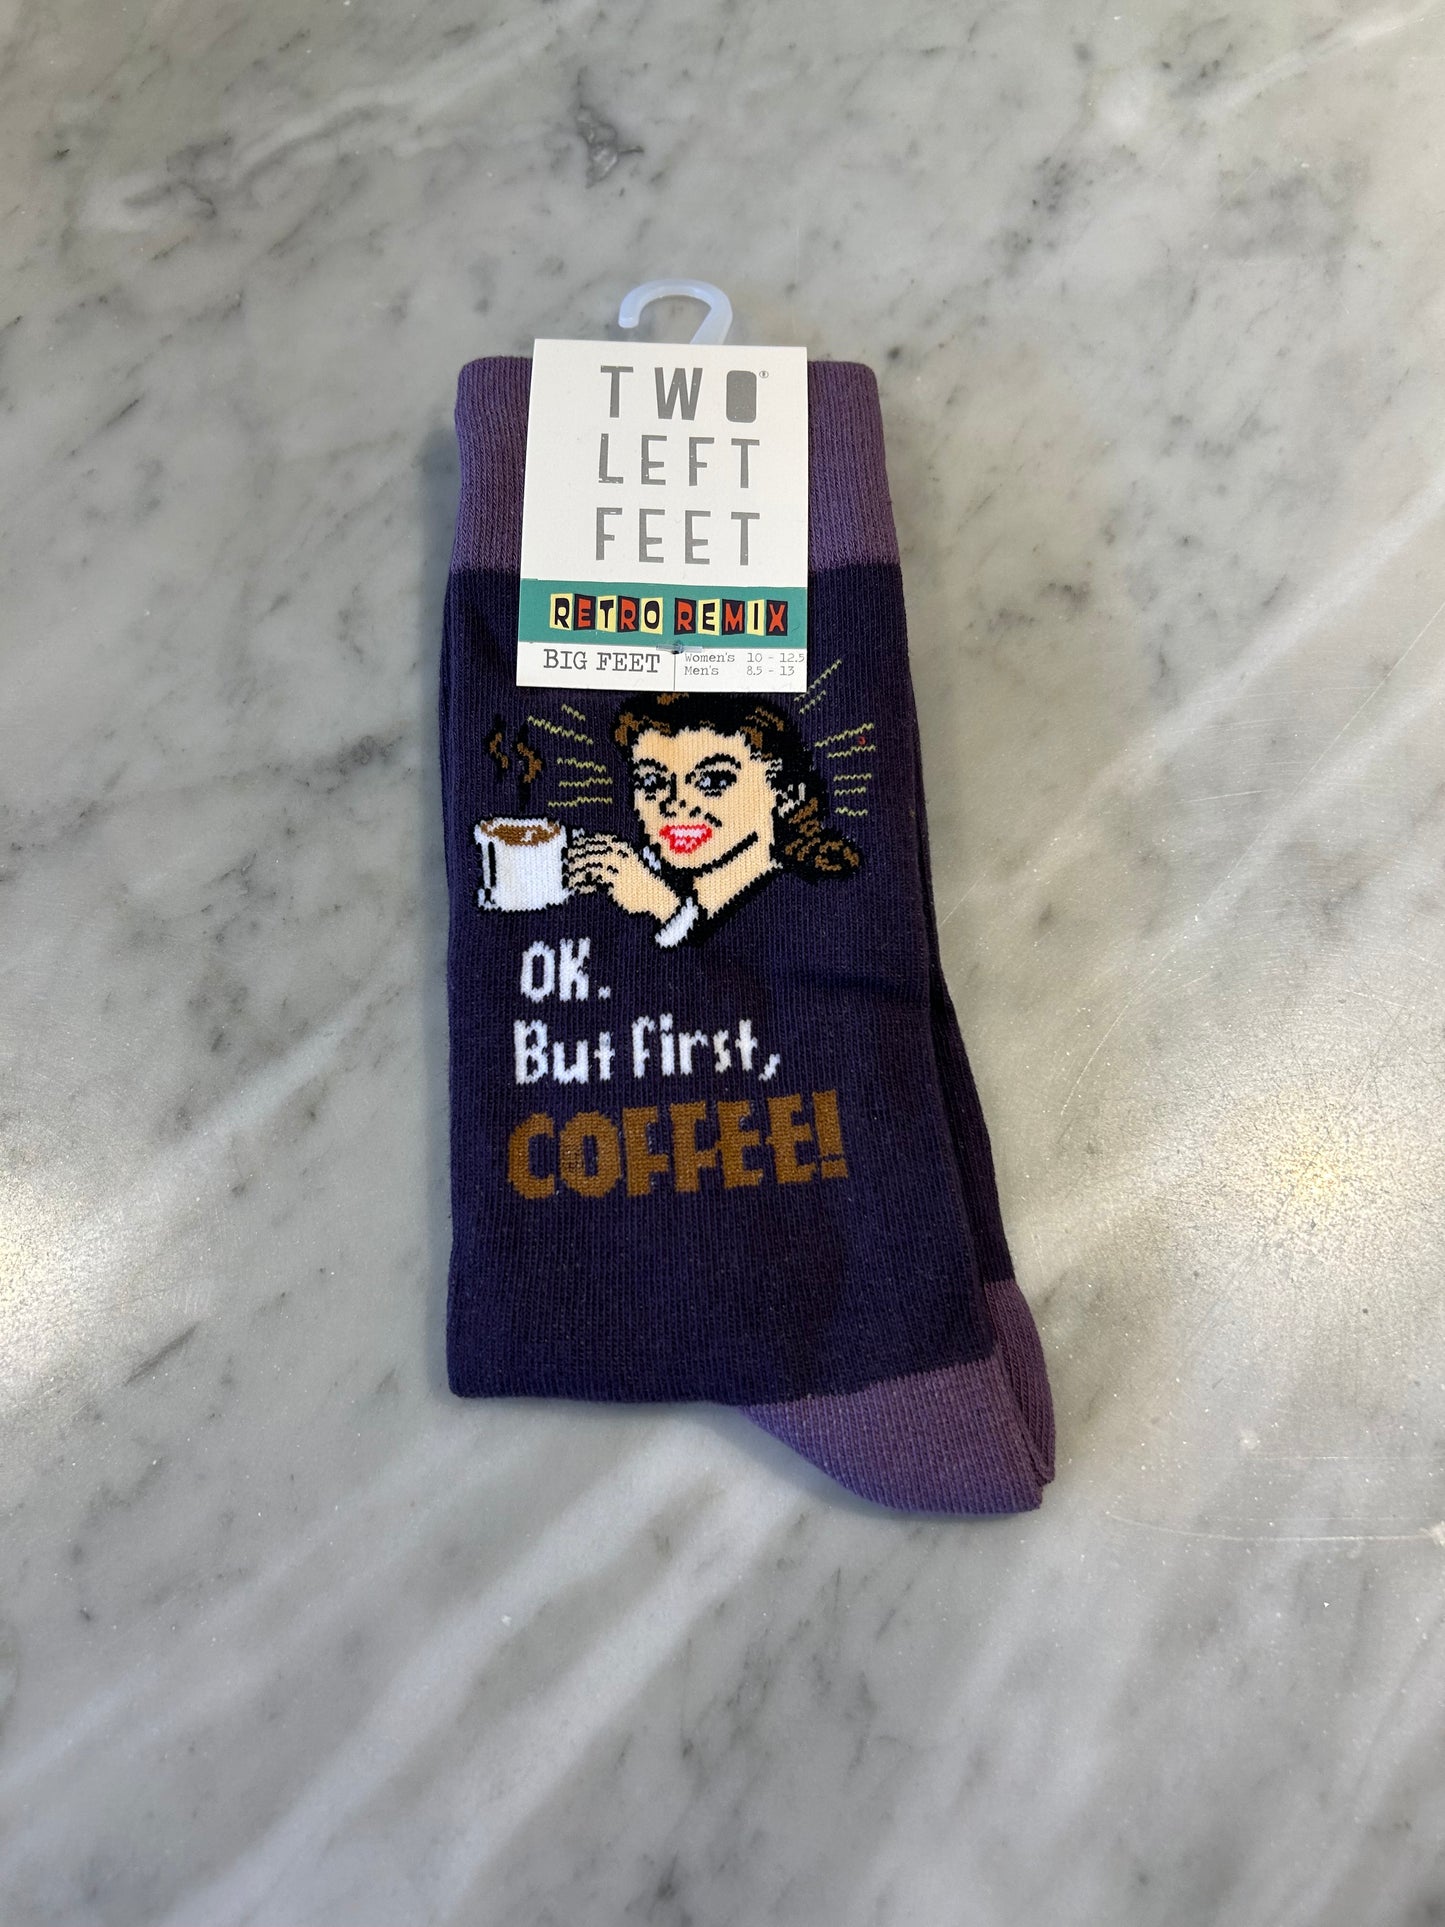 TWO®
LEFT
FEET
RETRO REMIX
BIG FEET
Women's 10 - 12.5
Men's 8.5 - 13
OK.
But first,
COFFEE!